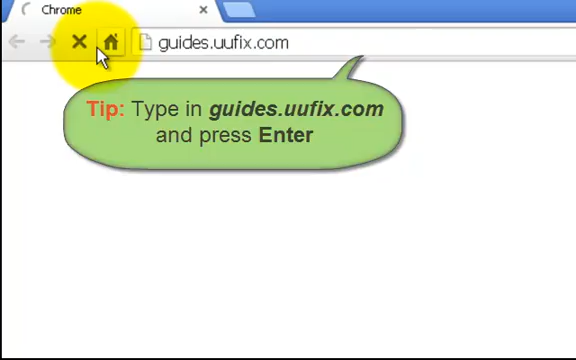 Chrome
guides.uufix.com
Tip: Type in guides.uufix.com
and press Enter